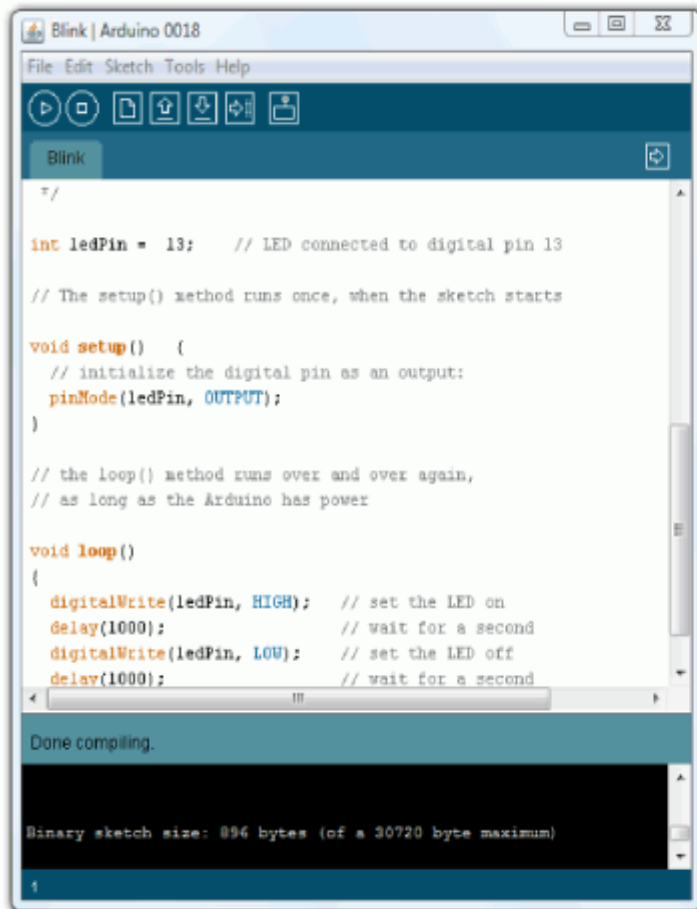 Blink | Arduino 0018
File Edit Sketch Tools Help
Blink
*/
int ledPin = 13; // LED connected to digital pin 13
// The setup() method runs once, when the sketch starts
void setup() {
// initialize the digital pin as an output:
pinMode(ledPin, OUTPUT);
}
// the loop() method runs over and over again,
// as long as the Arduino has power
void loop()
{
digitalWrite(ledPin, HIGH); // set the LED on
delay(1000); // wait for a second
digitalWrite(ledPin, LOW); // set the LED off
delay(1000); // wait for a second
Done compiling.
Binary sketch size: 896 bytes (of a 30720 byte maximum)
1